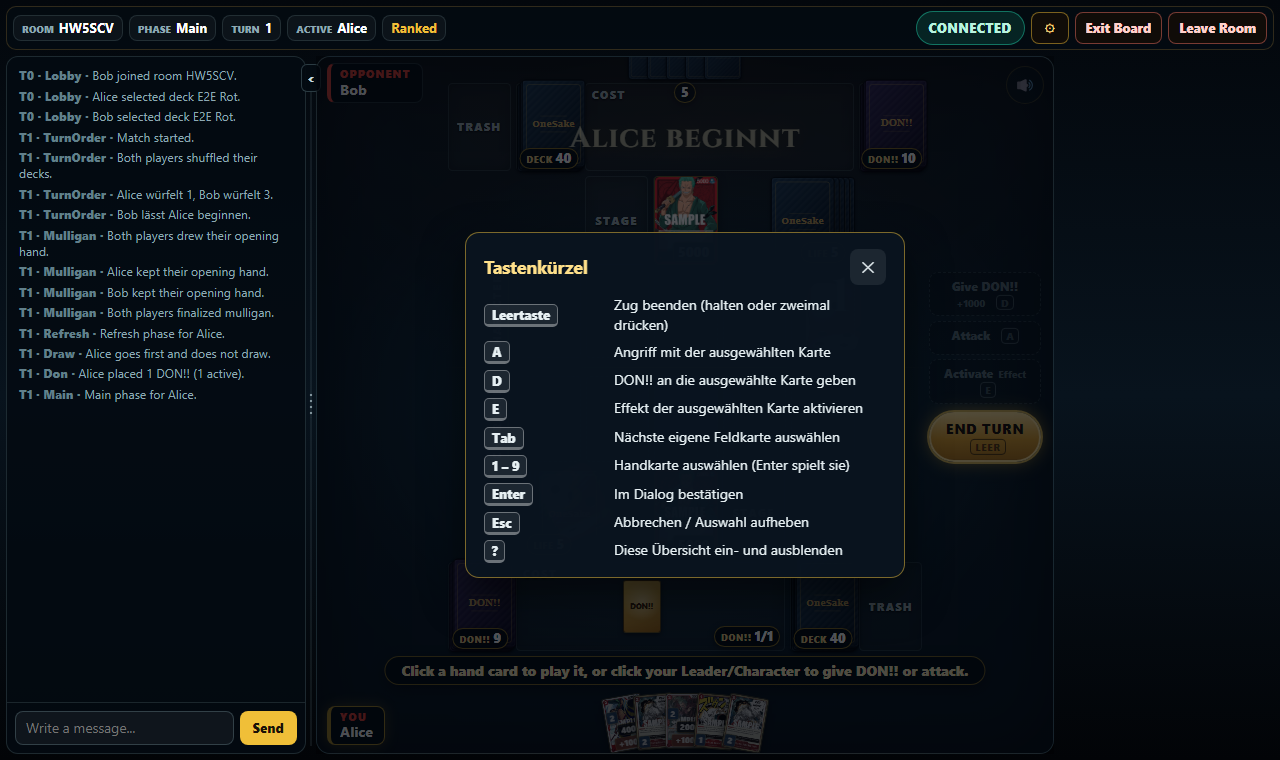 ROOM HW5SCV
PHASE Main
TURN 1
ACTIVE Alice
Ranked
CONNECTED
Exit Board
Leave Room
T0 · Lobby · Bob joined room HW5SCV.
T0 · Lobby · Alice selected deck E2E Rot.
T0 · Lobby · Bob selected deck E2E Rot.
T1 · TurnOrder · Match started.
T1 · TurnOrder · Both players shuffled their
decks.
T1 · TurnOrder · Alice würfelt 1, Bob würfelt 3.
T1 · TurnOrder · Bob lässt Alice beginnen.
T1 · Mulligan · Both players drew their opening
hand.
T1 · Mulligan · Alice kept their opening hand.
T1 · Mulligan · Bob kept their opening hand.
T1 · Mulligan · Both players finalized mulligan.
T1 · Refresh · Refresh phase for Alice.
T1 · Draw · Alice goes first and does not draw.
T1 · Don · Alice placed 1 DON!! (1 active).
T1 · Main · Main phase for Alice.
Write a message...
Send
OPPONENT
Bob
TRASH
OneSake
DECK 40
COST
5
ALICE BEGINNT
DON!!
DON!! 10
STAGE
SAMPLE
OneSake
Tastenkürzel
Leertaste
Zug beenden (halten oder zweimal
drücken)
A
Angriff mit der ausgewählten Karte
D
DON!! an die ausgewählte Karte geben
E
Effekt der ausgewählten Karte aktivieren
Tab
Nächste eigene Feldkarte auswählen
1 – 9
Handkarte auswählen (Enter spielt sie)
Enter
Im Dialog bestätigen
Esc
Abbrechen / Auswahl aufheben
?
Diese Übersicht ein- und ausblenden
Give DON!!
+1000 D
Attack A
Activate Effect
E
END TURN
LEER
DON!!
DON!! 9
DON!!
DON!! 1/1
OneSake
DECK 40
TRASH
Click a hand card to play it, or click your Leader/Character to give DON!! or attack.
YOU
Alice